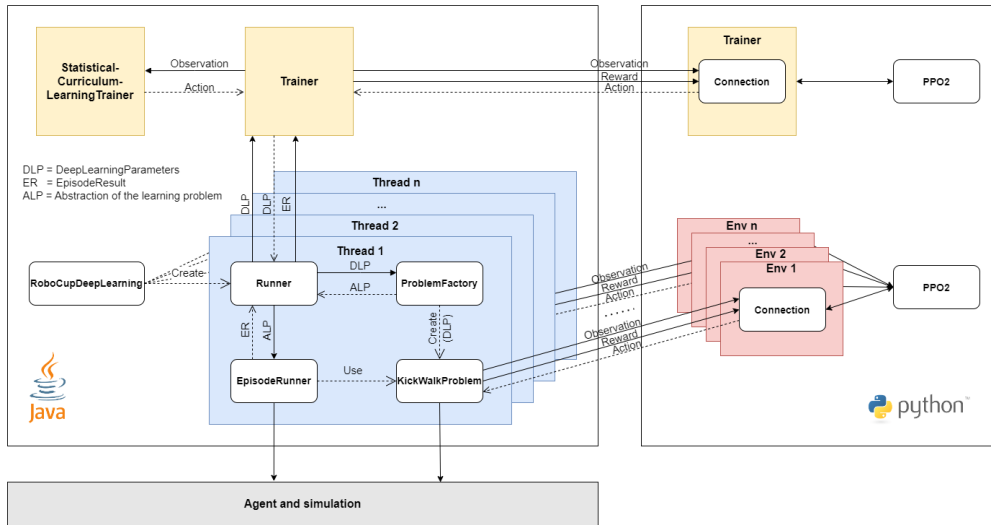 Statistical-
Curriculum-
LearningTrainer
Observation
Action
Trainer
Observation
Reward
Action
Trainer
Connection
PPO2
DLP = DeepLearningParameters
ER = EpisodeResult
ALP = Abstraction of the learning problem
DLP
DLP
ER
Thread n
...
Thread 2
Thread 1
RoboCupDeepLearning
Create
Runner
DLP
ALP
ProblemFactory
ER
ALP
Create
(DLP)
EpisodeRunner
Use
KickWalkProblem
Observation
Reward
Action
......
Observation
Reward
Action
Env n
...
Env 2
Env 1
Connection
PPO2
Java
python™
Agent and simulation